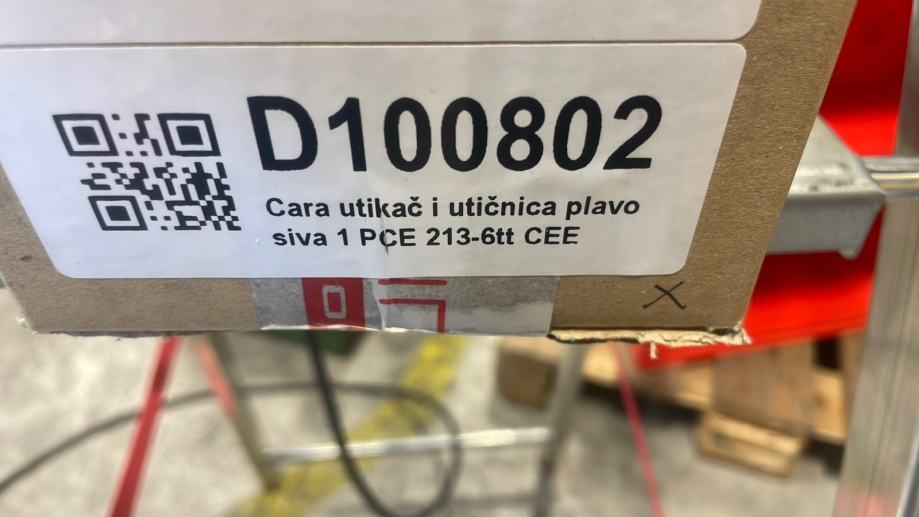 D100802
Cara utikač i utičnica plavo
siva 1 PCE 213-6tt CEE
X